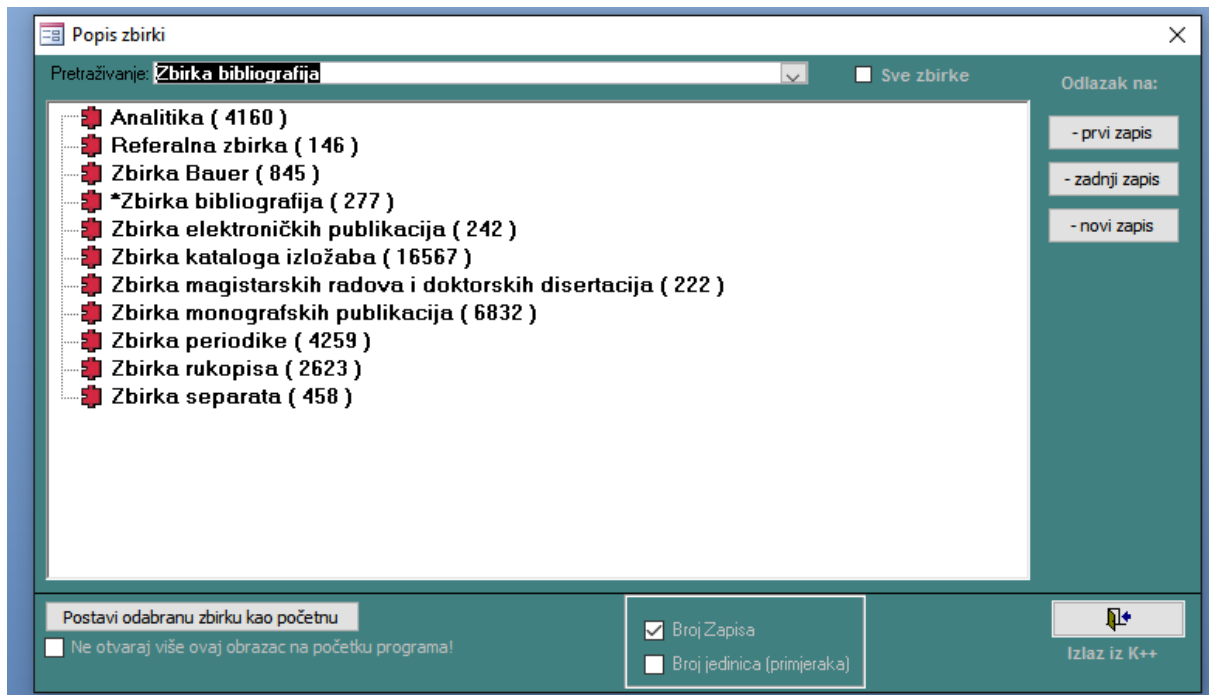 Popis zbirki
Pretraživanje: Zbirka bibliografija
Sve zbirke
Odlazak na:
Analitika ( 4160 )
Referalna zbirka ( 146 )
Zbirka Bauer ( 845 )
*Zbirka bibliografija ( 277 )
Zbirka elektroničkih publikacija ( 242 )
Zbirka kataloga izložaba ( 16567 )
Zbirka magistarskih radova i doktorskih disertacija ( 222 )
Zbirka monografskih publikacija ( 6832 )
Zbirka periodike ( 4259 )
Zbirka rukopisa ( 2623 )
Zbirka separata ( 458 )
- prvi zapis
- zadnji zapis
- novi zapis
Postavi odabranu zbirku kao početnu
Ne otvaraj više ovaj obrazac na početku programa!
Broj Zapisa
Broj jedinica (primjeraka)
Izlaz iz K++